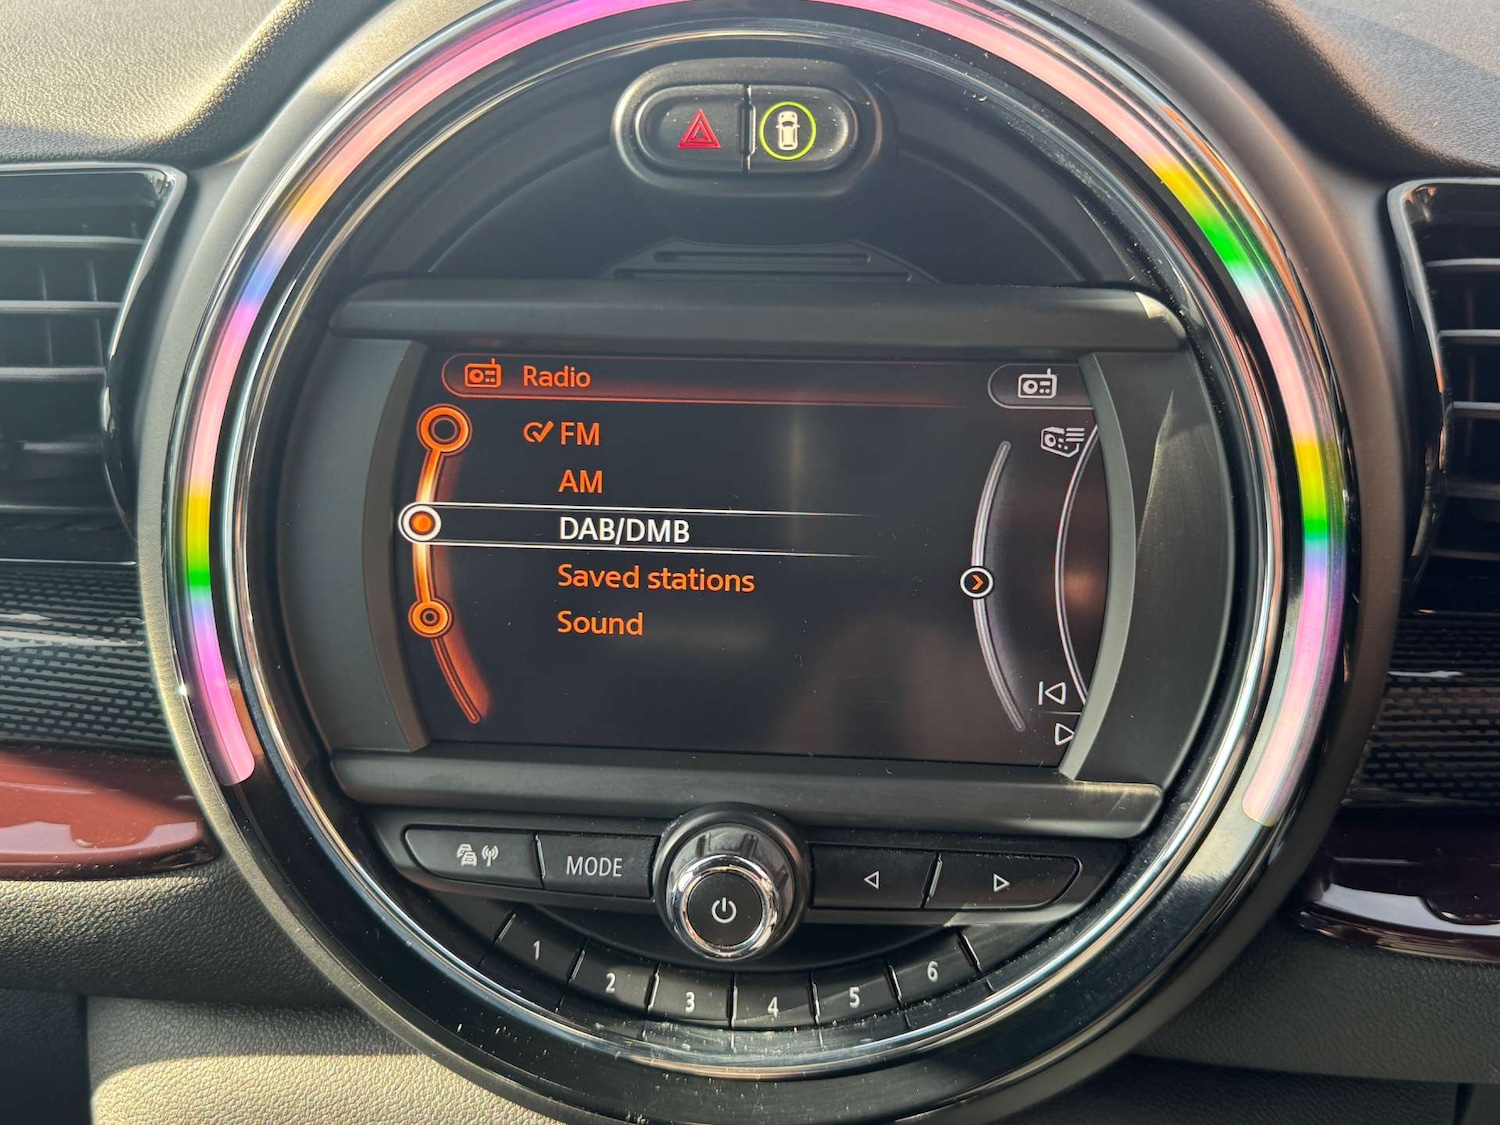 Radio
FM
AM
DAB/DMB
Saved stations
Sound
MODE
1
2
3
4
5
6